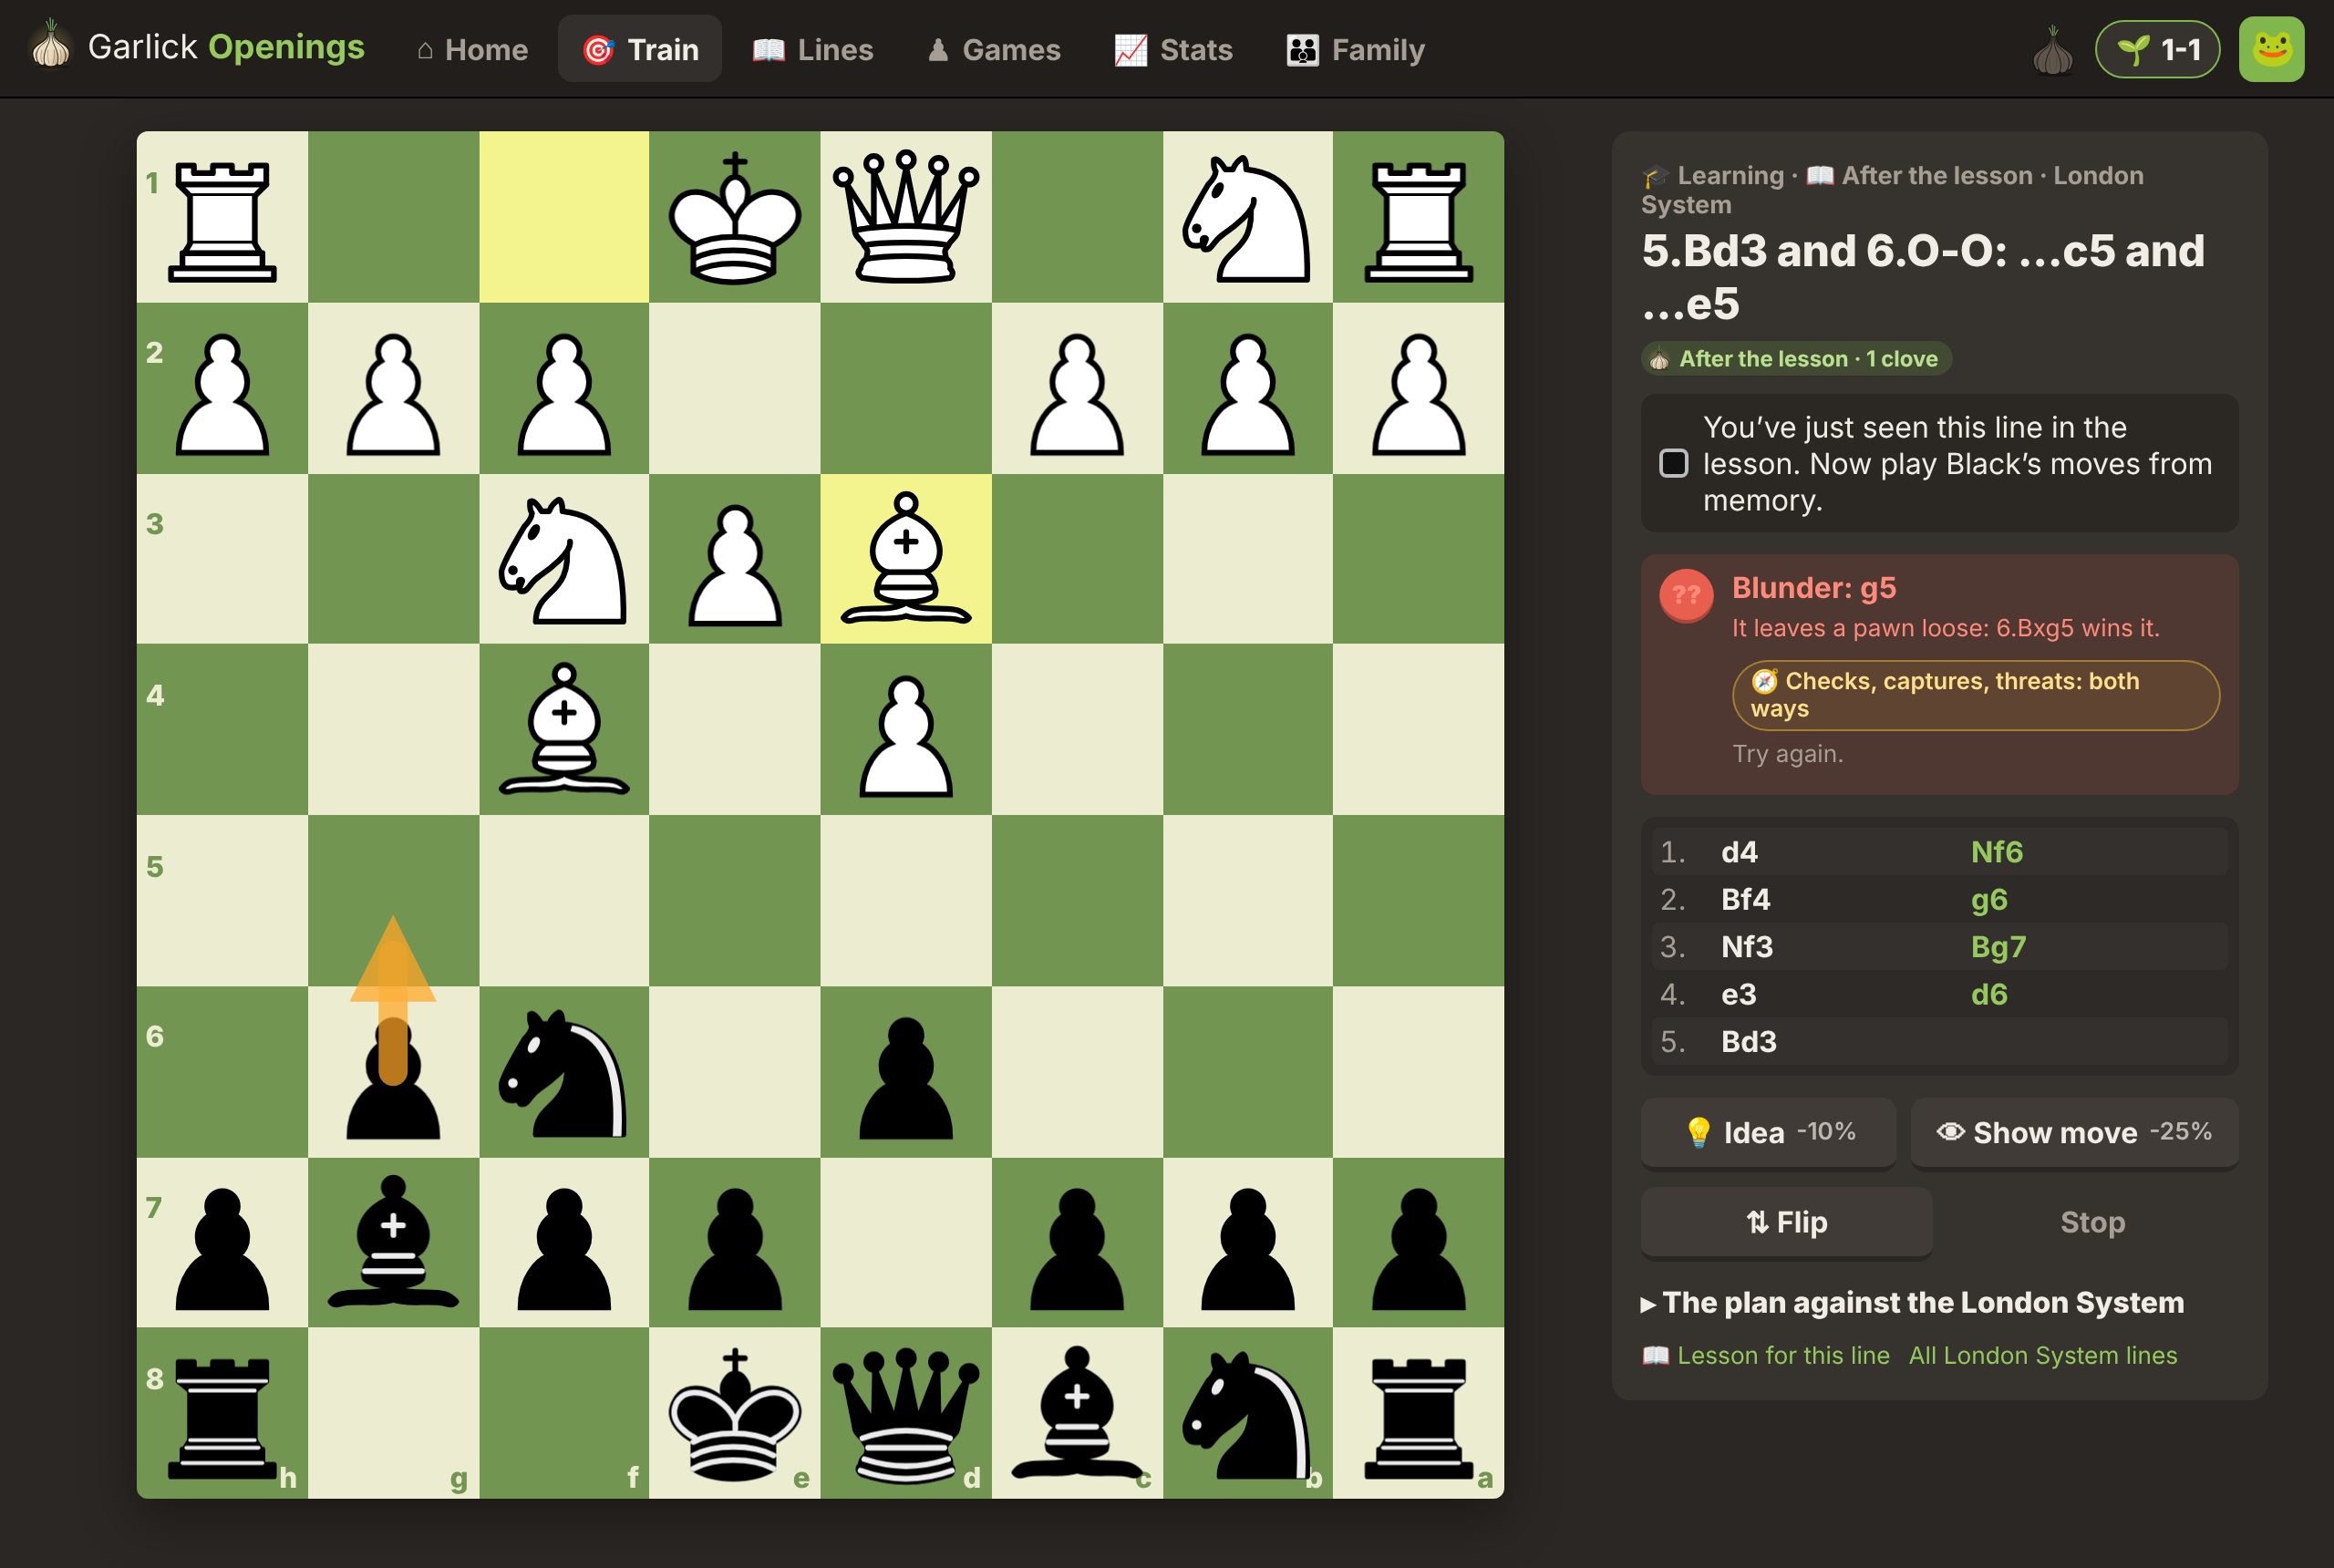 Garlick Openings
Home
Train
Lines
Games
Stats
Family
1-1
1
2
3
4
5
6
7
8
h
g
f
e
d
c
b
a
Learning · After the lesson · London
System
5.Bd3 and 6.O-O: …c5 and
…e5
After the lesson · 1 clove
You’ve just seen this line in the
lesson. Now play Black’s moves from
memory.
??
Blunder: g5
It leaves a pawn loose: 6.Bxg5 wins it.
Checks, captures, threats: both
ways
Try again.
1. d4 Nf6
2. Bf4 g6
3. Nf3 Bg7
4. e3 d6
5. Bd3
Idea -10%
Show move -25%
Flip
Stop
The plan against the London System
Lesson for this line
All London System lines